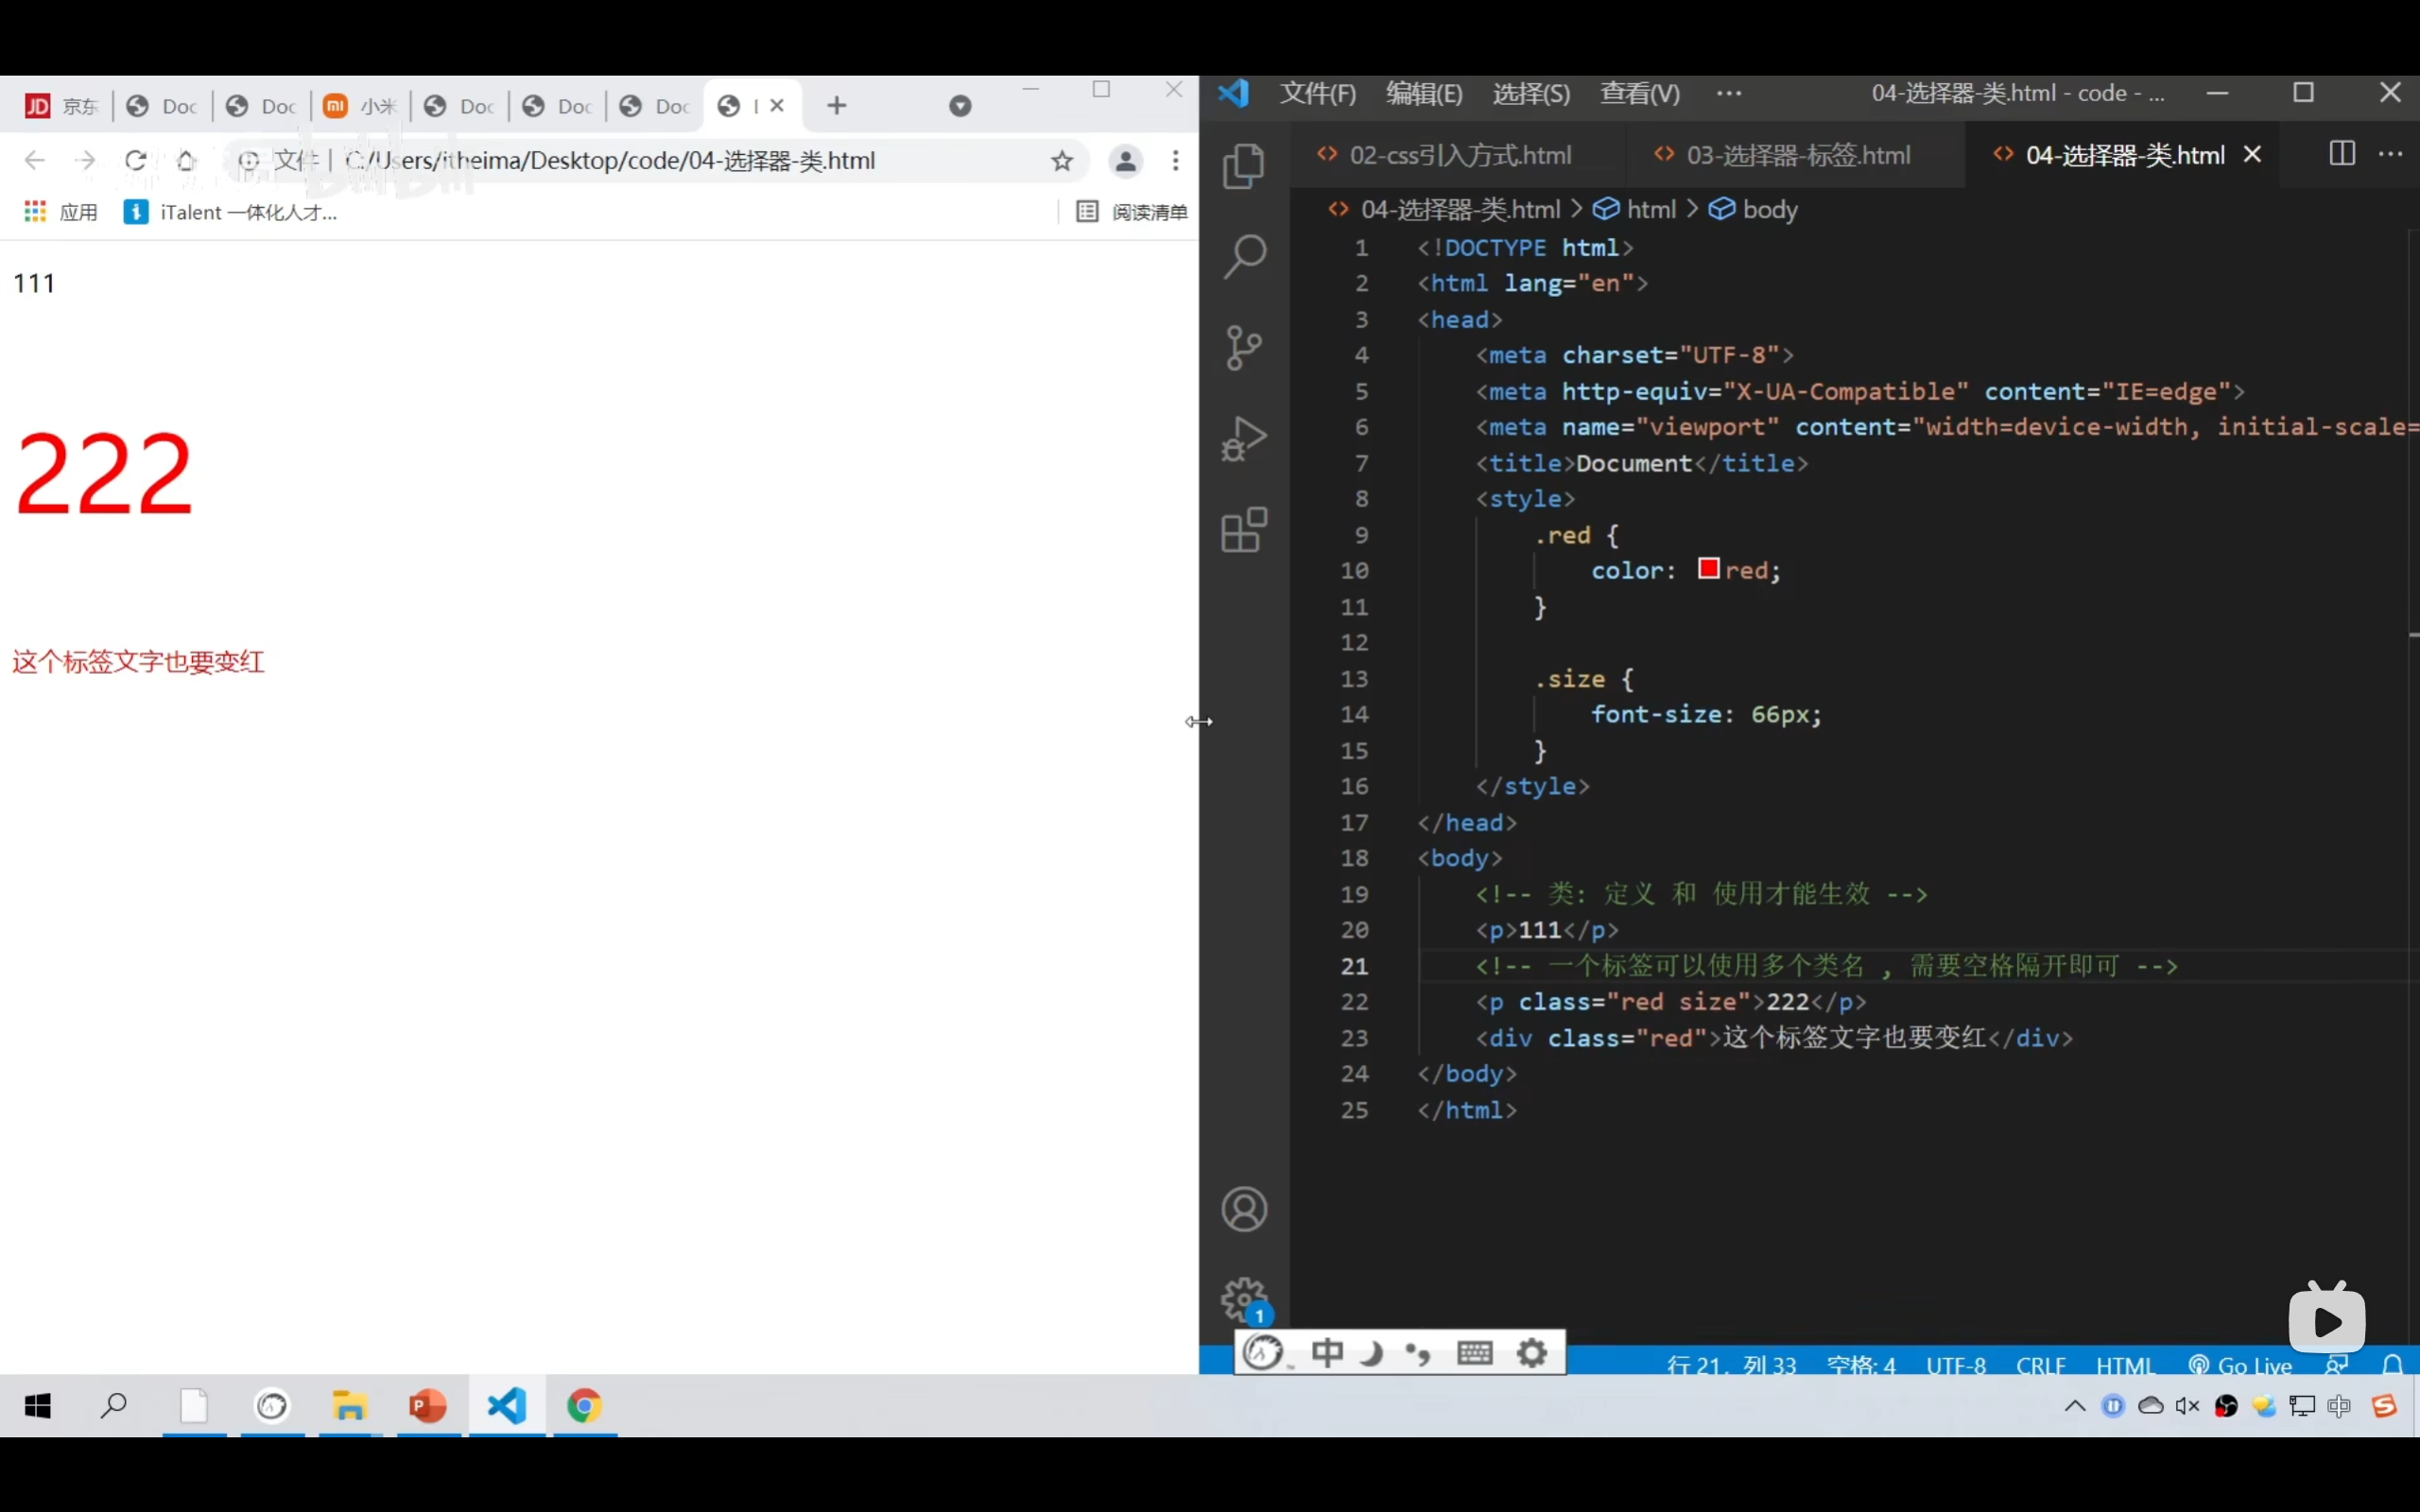 京东 Doc Doc 小米 Doc Doc Doc
文件 | C:/Users/itheima/Desktop/code/04-选择器-类.html
应用 iTalent 一体化人才... 阅读清单
111
222
这个标签文字也要变红
文件(F) 编辑(E) 选择(S) 查看(V) ··· 04-选择器-类.html - code - ...
02-css引入方式.html 03-选择器-标签.html 04-选择器-类.html
04-选择器-类.html > html > body
1 <!DOCTYPE html>
2 <html lang="en">
3 <head>
4 <meta charset="UTF-8">
5 <meta http-equiv="X-UA-Compatible" content="IE=edge">
6 <meta name="viewport" content="width=device-width, initial-scale=
7 <title>Document</title>
8 <style>
9 .red {
10 color: red;
11 }
12
13 .size {
14 font-size: 66px;
15 }
16 </style>
17 </head>
18 <body>
19 <!-- 类: 定义 和 使用才能生效 -->
20 <p>111</p>
21 <!-- 一个标签可以使用多个类名 , 需要空格隔开即可 -->
22 <p class="red size">222</p>
23 <div class="red">这个标签文字也要变红</div>
24 </body>
25 </html>
1
中
行 21, 列 33 空格: 4 UTF-8 CRLF HTML Go Live
中